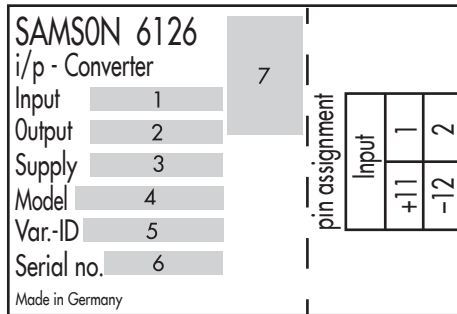 SAMSON 6126
i/p - Converter
Input 1
Output 2
Supply 3
Model 4
Var.-ID 5
Serial no. 6
Made in Germany
7
pin assignment
Input
1 2
+11 -12